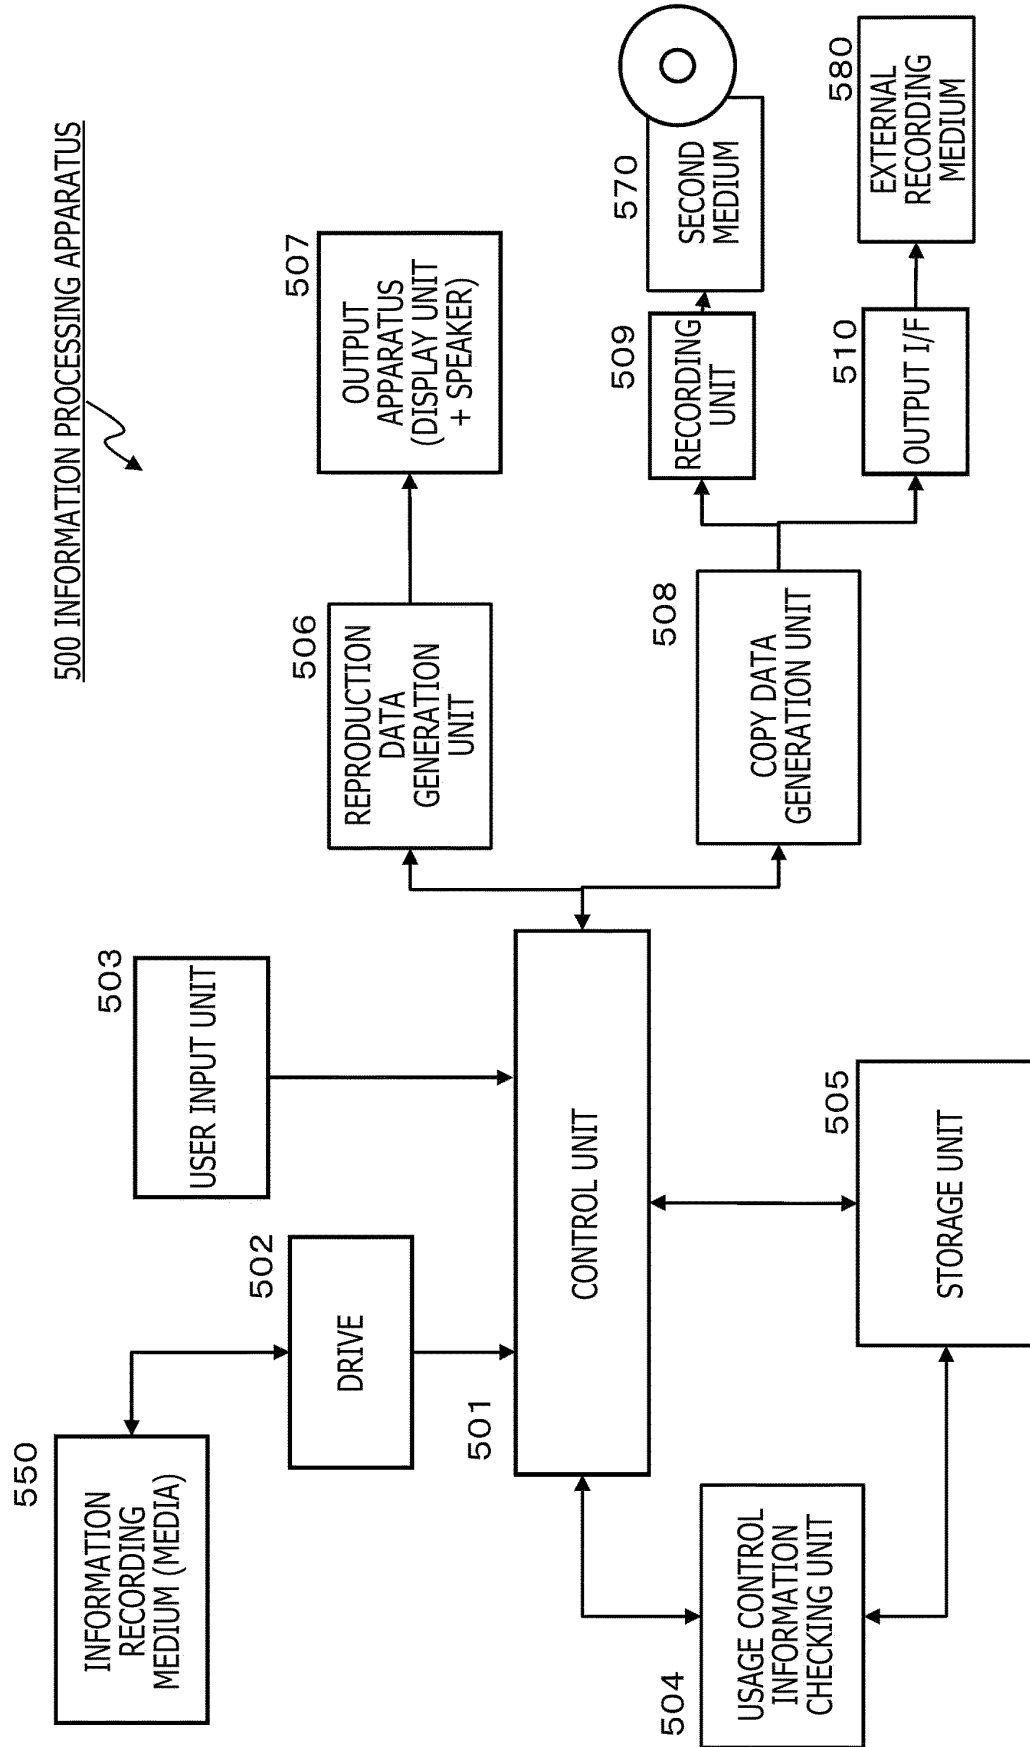 500 INFORMATION PROCESSING APPARATUS
550
INFORMATION
RECORDING
MEDIUM (MEDIA)
502
DRIVE
503
USER INPUT UNIT
501
CONTROL UNIT
504
USAGE CONTROL
INFORMATION
CHECKING UNIT
505
STORAGE UNIT
506
REPRODUCTION
DATA
GENERATION
UNIT
507
OUTPUT
APPARATUS
(DISPLAY UNIT
+ SPEAKER)
508
COPY DATA
GENERATION UNIT
509
RECORDING
UNIT
570
SECOND
MEDIUM
510
OUTPUT I/F
580
EXTERNAL
RECORDING
MEDIUM